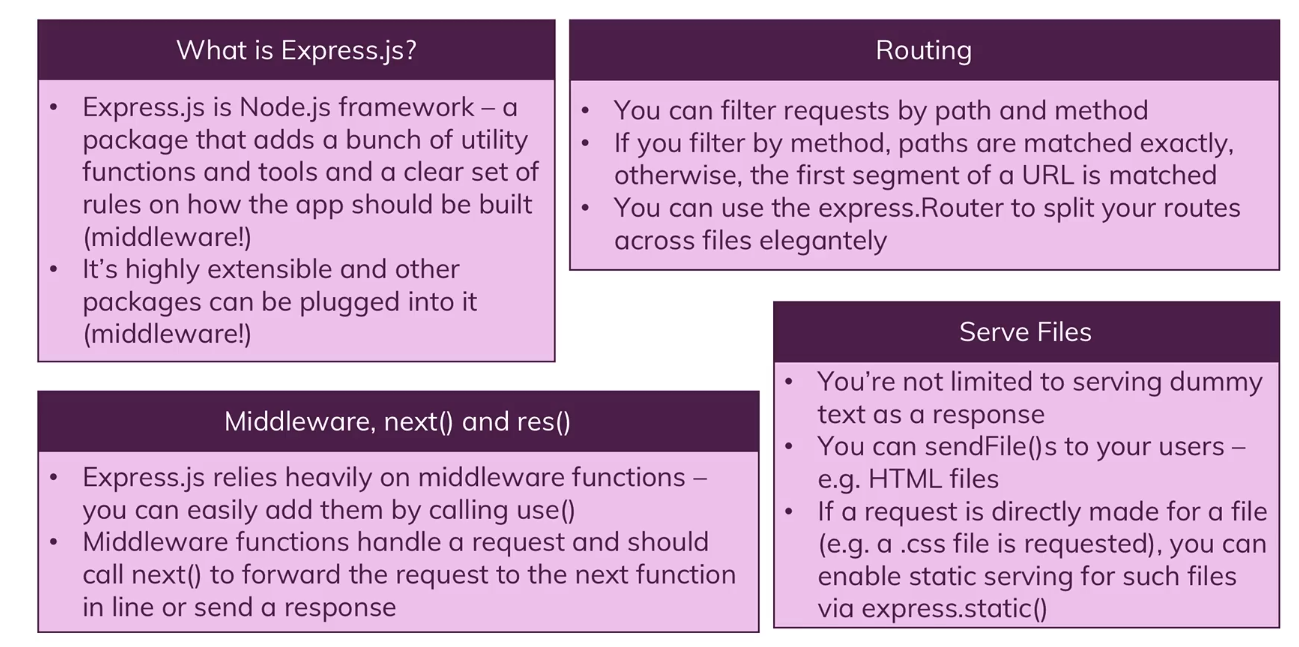 What is Express.js?
• Express.js is Node.js framework – a
package that adds a bunch of utility
functions and tools and a clear set of
rules on how the app should be built
(middleware!)
• It’s highly extensible and other
packages can be plugged into it
(middleware!)
Routing
• You can filter requests by path and method
• If you filter by method, paths are matched exactly,
otherwise, the first segment of a URL is matched
• You can use the express.Router to split your routes
across files elegantely
Middleware, next() and res()
• Express.js relies heavily on middleware functions –
you can easily add them by calling use()
• Middleware functions handle a request and should
call next() to forward the request to the next function
in line or send a response
Serve Files
• You’re not limited to serving dummy
text as a response
• You can sendFile()s to your users –
e.g. HTML files
• If a request is directly made for a file
(e.g. a .css file is requested), you can
enable static serving for such files
via express.static()